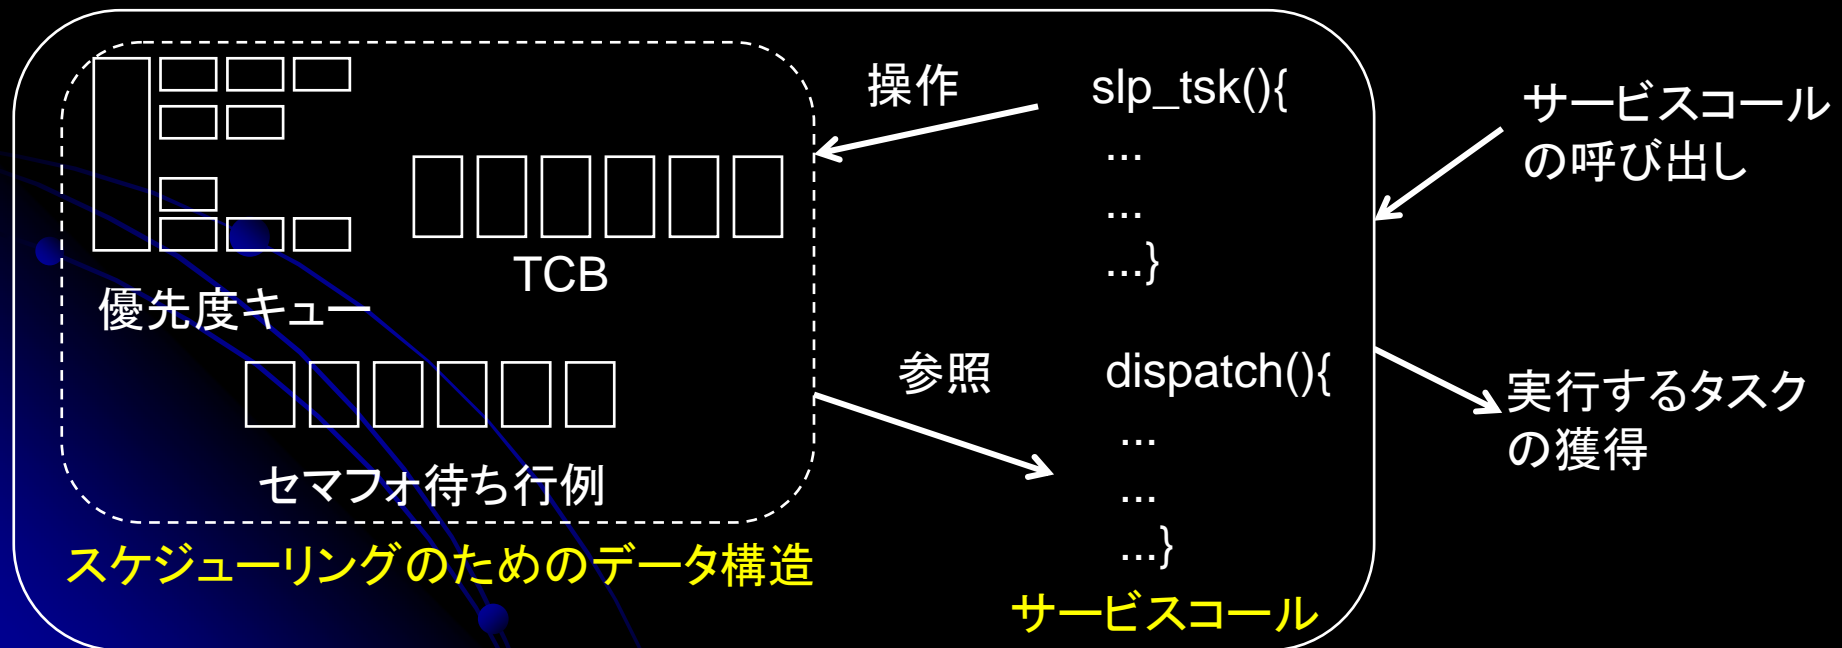 優先度キュー
TCB
セマフォ待ち行例
スケジューリングのためのデータ構造
操作
参照
slp_tsk(){
...
...
...}
dispatch(){
...
...
...}
サービスコール
サービスコール
の呼び出し
実行するタスク
の獲得